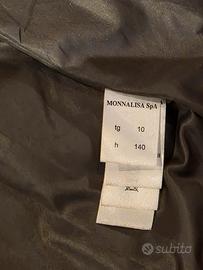 MONNALISA SpA
tg 10
h 140
subito